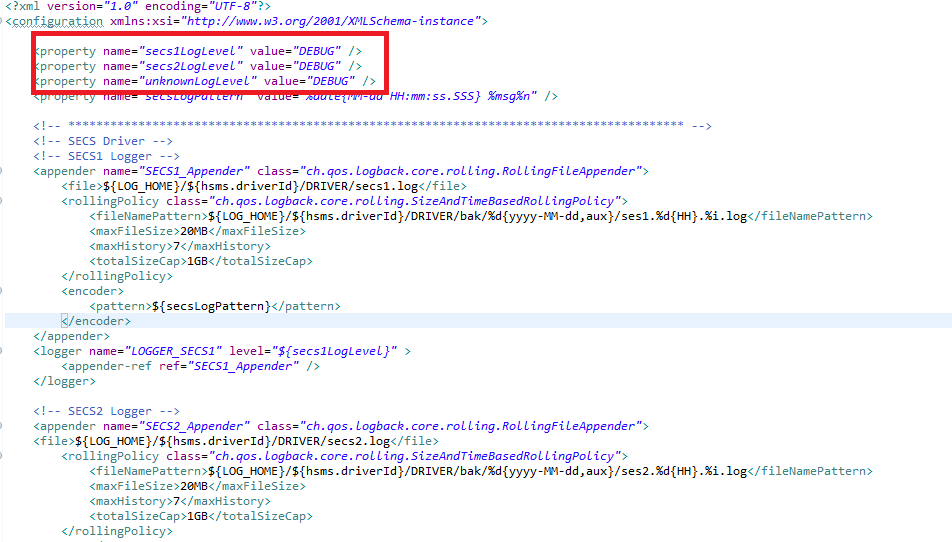 <?xml version="1.0" encoding="UTF-8"?>
<configuration xmlns:xsi="http://www.w3.org/2001/XMLSchema-instance">
<property name="secs1LogLevel" value="DEBUG" />
<property name="secs2LogLevel" value="DEBUG" />
<property name="unknownLogLevel" value="DEBUG" />
<property name="secsLogPattern" value="%date{MM-dd HH:mm:ss.SSS} %msg%n" />
<!-- **************************************************************************************** -->
<!-- SECS Driver -->
<!-- SECS1 Logger -->
<appender name="SECS1_Appender" class="ch.qos.logback.core.rolling.RollingFileAppender">
<file>${LOG_HOME}/${hsms.driverId}/DRIVER/secs1.log</file>
<rollingPolicy class="ch.qos.logback.core.rolling.SizeAndTimeBasedRollingPolicy">
<fileNamePattern>${LOG_HOME}/${hsms.driverId}/DRIVER/bak/%d{yyyy-MM-dd,aux}/ses1.%d{HH}.%i.log</fileNamePattern>
<maxFileSize>20MB</maxFileSize>
<maxHistory>7</maxHistory>
<totalSizeCap>1GB</totalSizeCap>
</rollingPolicy>
<encoder>
<pattern>${secsLogPattern}</pattern>
</encoder>
</appender>
<logger name="LOGGER_SECS1" level="${secs1LogLevel}" >
<appender-ref ref="SECS1_Appender" />
</logger>
<!-- SECS2 Logger -->
<appender name="SECS2_Appender" class="ch.qos.logback.core.rolling.RollingFileAppender">
<file>${LOG_HOME}/${hsms.driverId}/DRIVER/secs2.log</file>
<rollingPolicy class="ch.qos.logback.core.rolling.SizeAndTimeBasedRollingPolicy">
<fileNamePattern>${LOG_HOME}/${hsms.driverId}/DRIVER/bak/%d{yyyy-MM-dd,aux}/ses2.%d{HH}.%i.log</fileNamePattern>
<maxFileSize>20MB</maxFileSize>
<maxHistory>7</maxHistory>
<totalSizeCap>1GB</totalSizeCap>
</rollingPolicy>